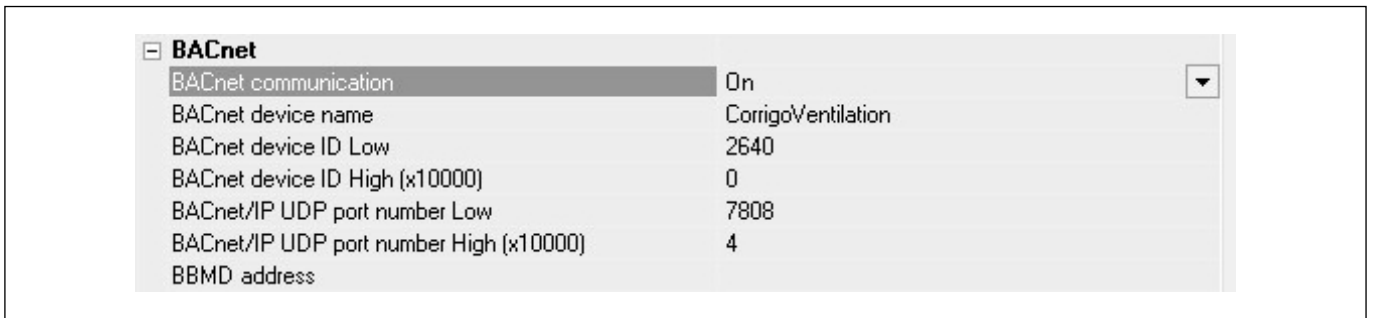 BACnet
BACnet communication On
BACnet device name CorrigoVentilation
BACnet device ID Low 2640
BACnet device ID High (x10000) 0
BACnet/IP UDP port number Low 7808
BACnet/IP UDP port number High (x10000) 4
BBMD address